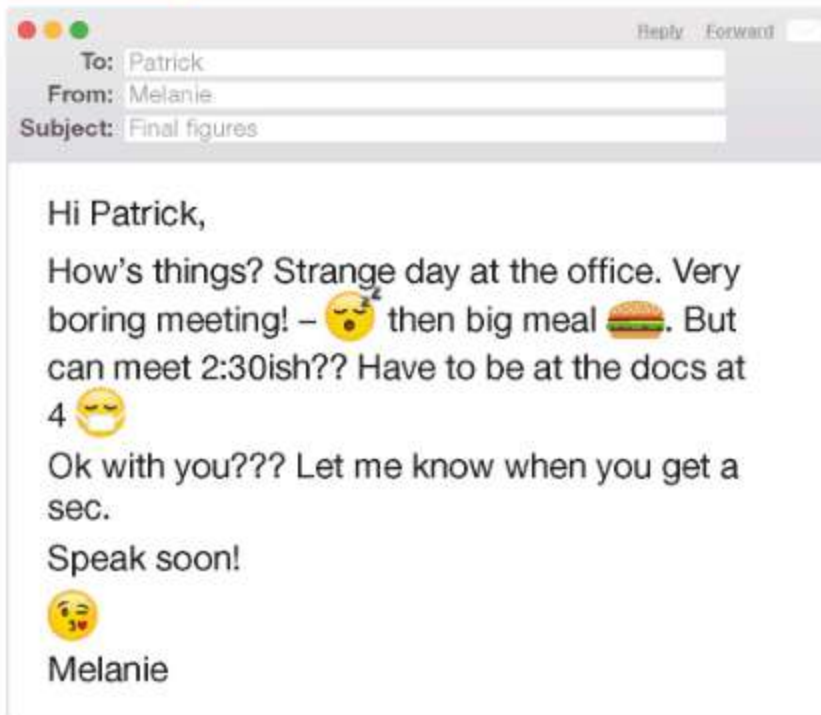 Reply Forward
To: Patrick
From: Melanie
Subject: Final figures
Hi Patrick,
How's things? Strange day at the office. Very
boring meeting! – 😴 then big meal 🍔. But
can meet 2:30ish?? Have to be at the docs at
4 😷
Ok with you??? Let me know when you get a
sec.
Speak soon!
😘
Melanie